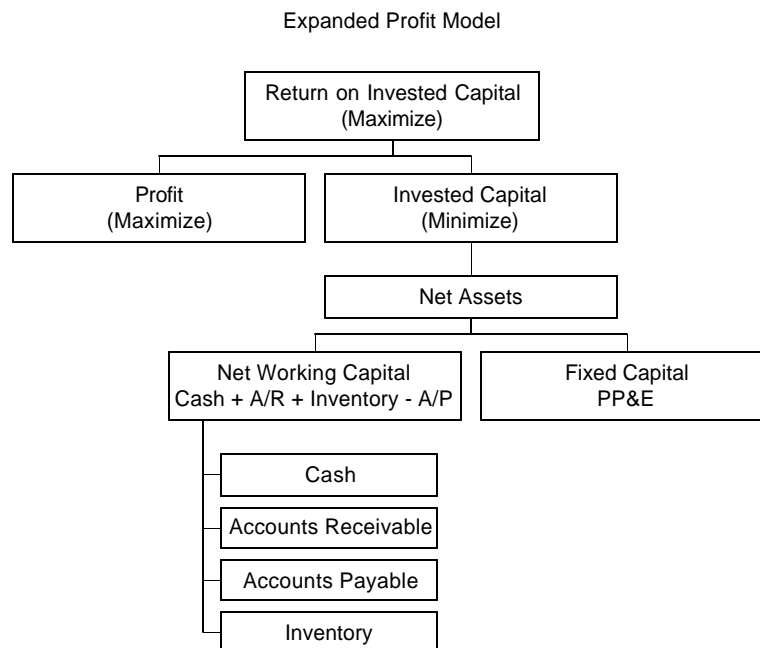 Expanded Profit Model
Return on Invested Capital
(Maximize)
Profit
(Maximize)
Invested Capital
(Minimize)
Net Assets
Net Working Capital
Cash + A/R + Inventory - A/P
Fixed Capital
PP&E
Cash
Accounts Receivable
Accounts Payable
Inventory